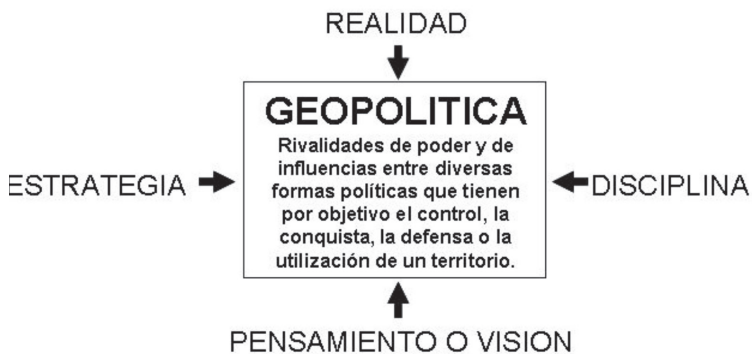 REALIDAD
GEOPOLITICA
Rivalidades de poder y de
influencias entre diversas
formas políticas que tienen
por objetivo el control, la
conquista, la defensa o la
utilización de un territorio.
ESTRATEGIA
DISCIPLINA
PENSAMIENTO O VISION